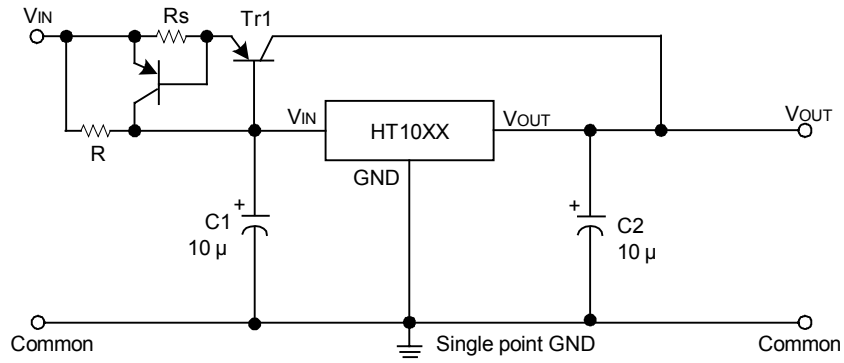 VIN
Rs
Tr1
R
VIN
HT10XX
VOUT
GND
VOUT
+
C1
10 µ
+
C2
10 µ
Common
Single point GND
Common